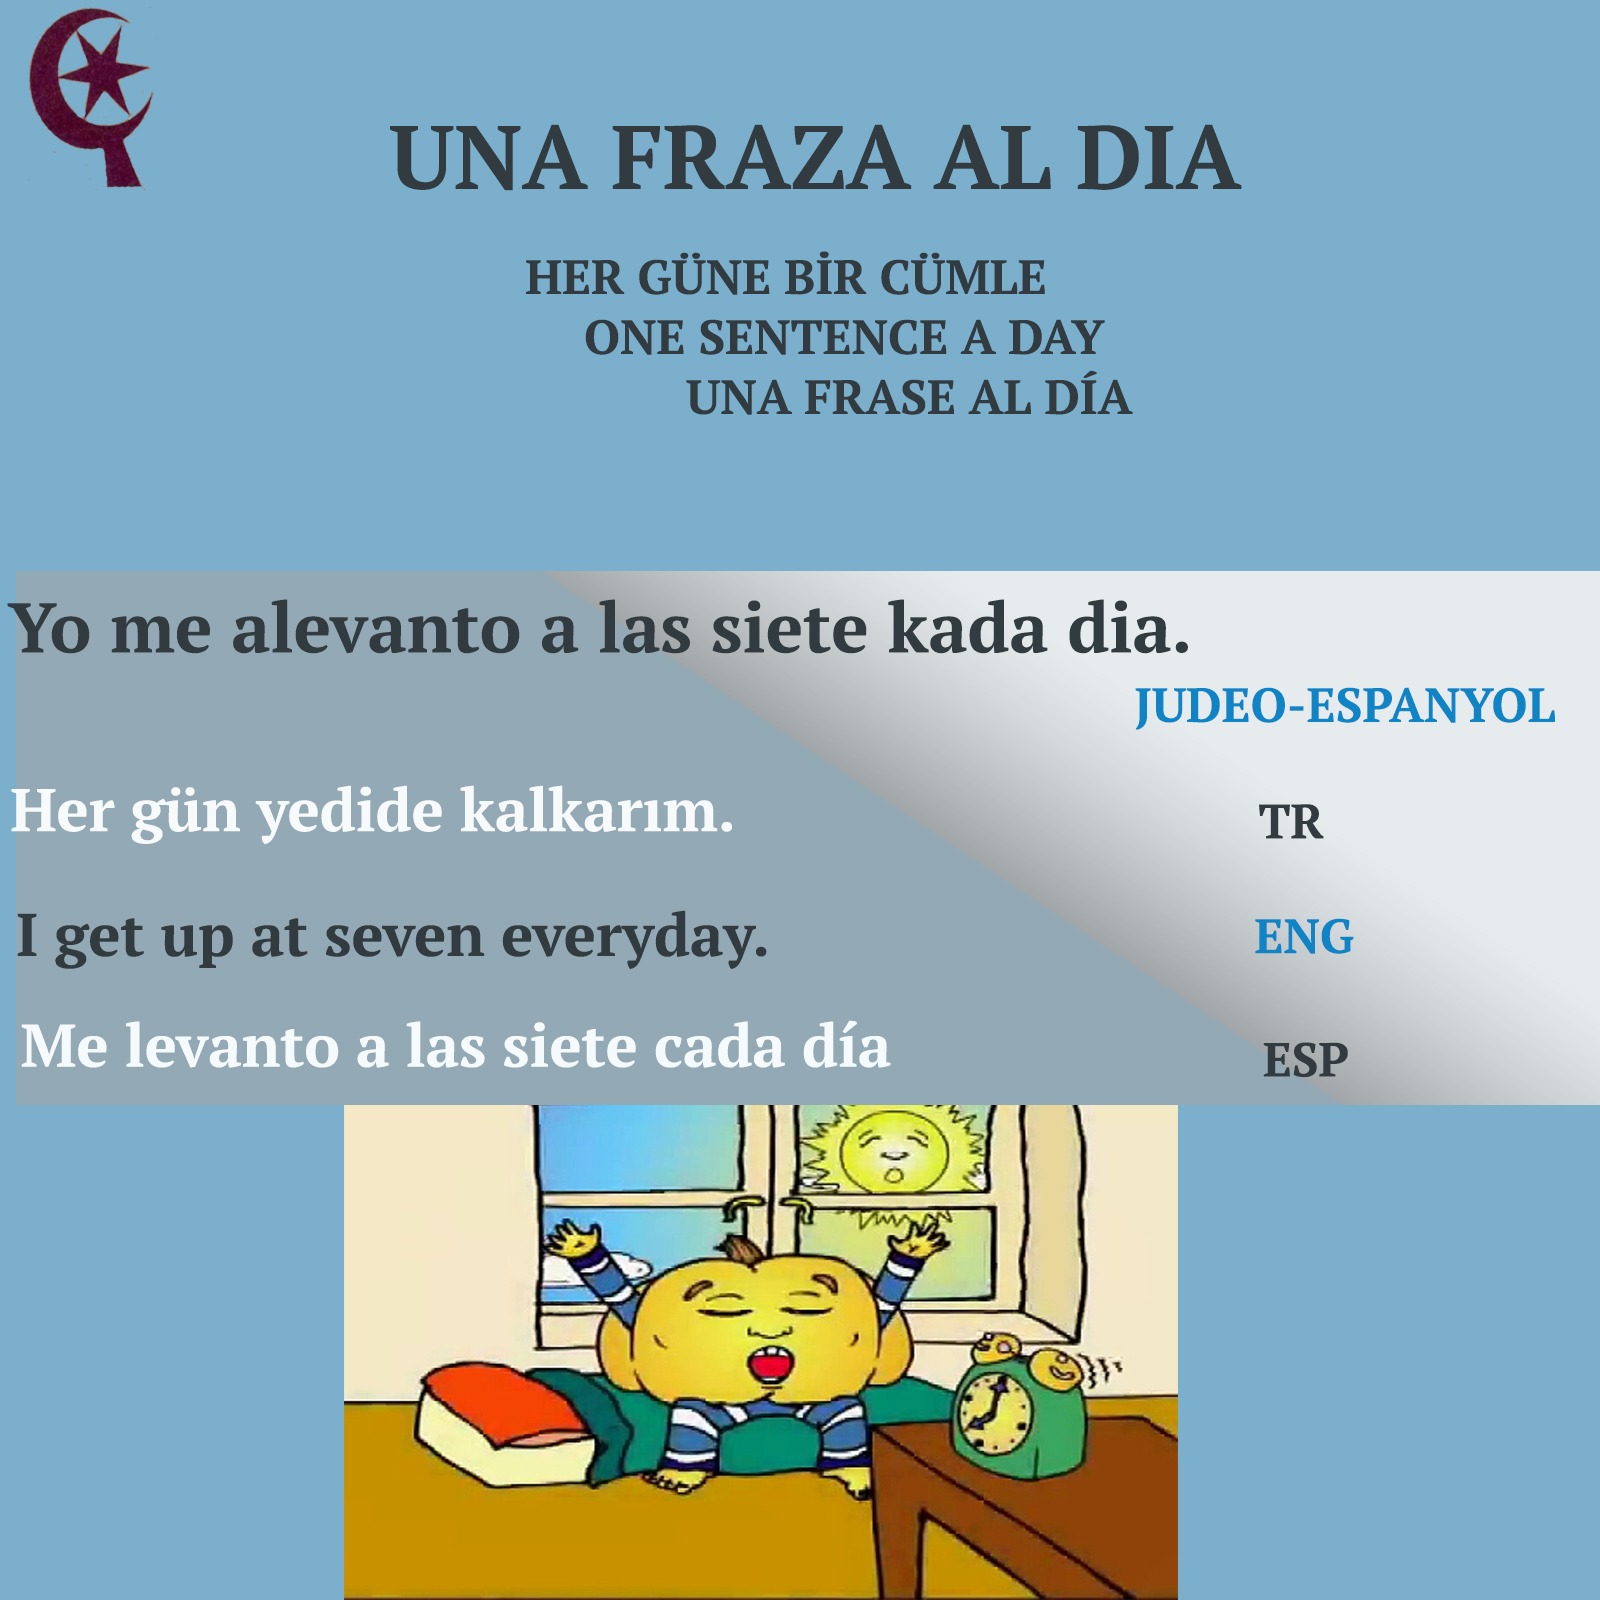 UNA FRAZA AL DIA
HER GÜNE BİR CÜMLE
ONE SENTENCE A DAY
UNA FRASE AL DÍA
Yo me alevanto a las siete kada dia.
JUDEO-ESPANYOL
Her gün yedide kalkarım.
TR
I get up at seven everyday.
ENG
Me levanto a las siete cada día
ESP